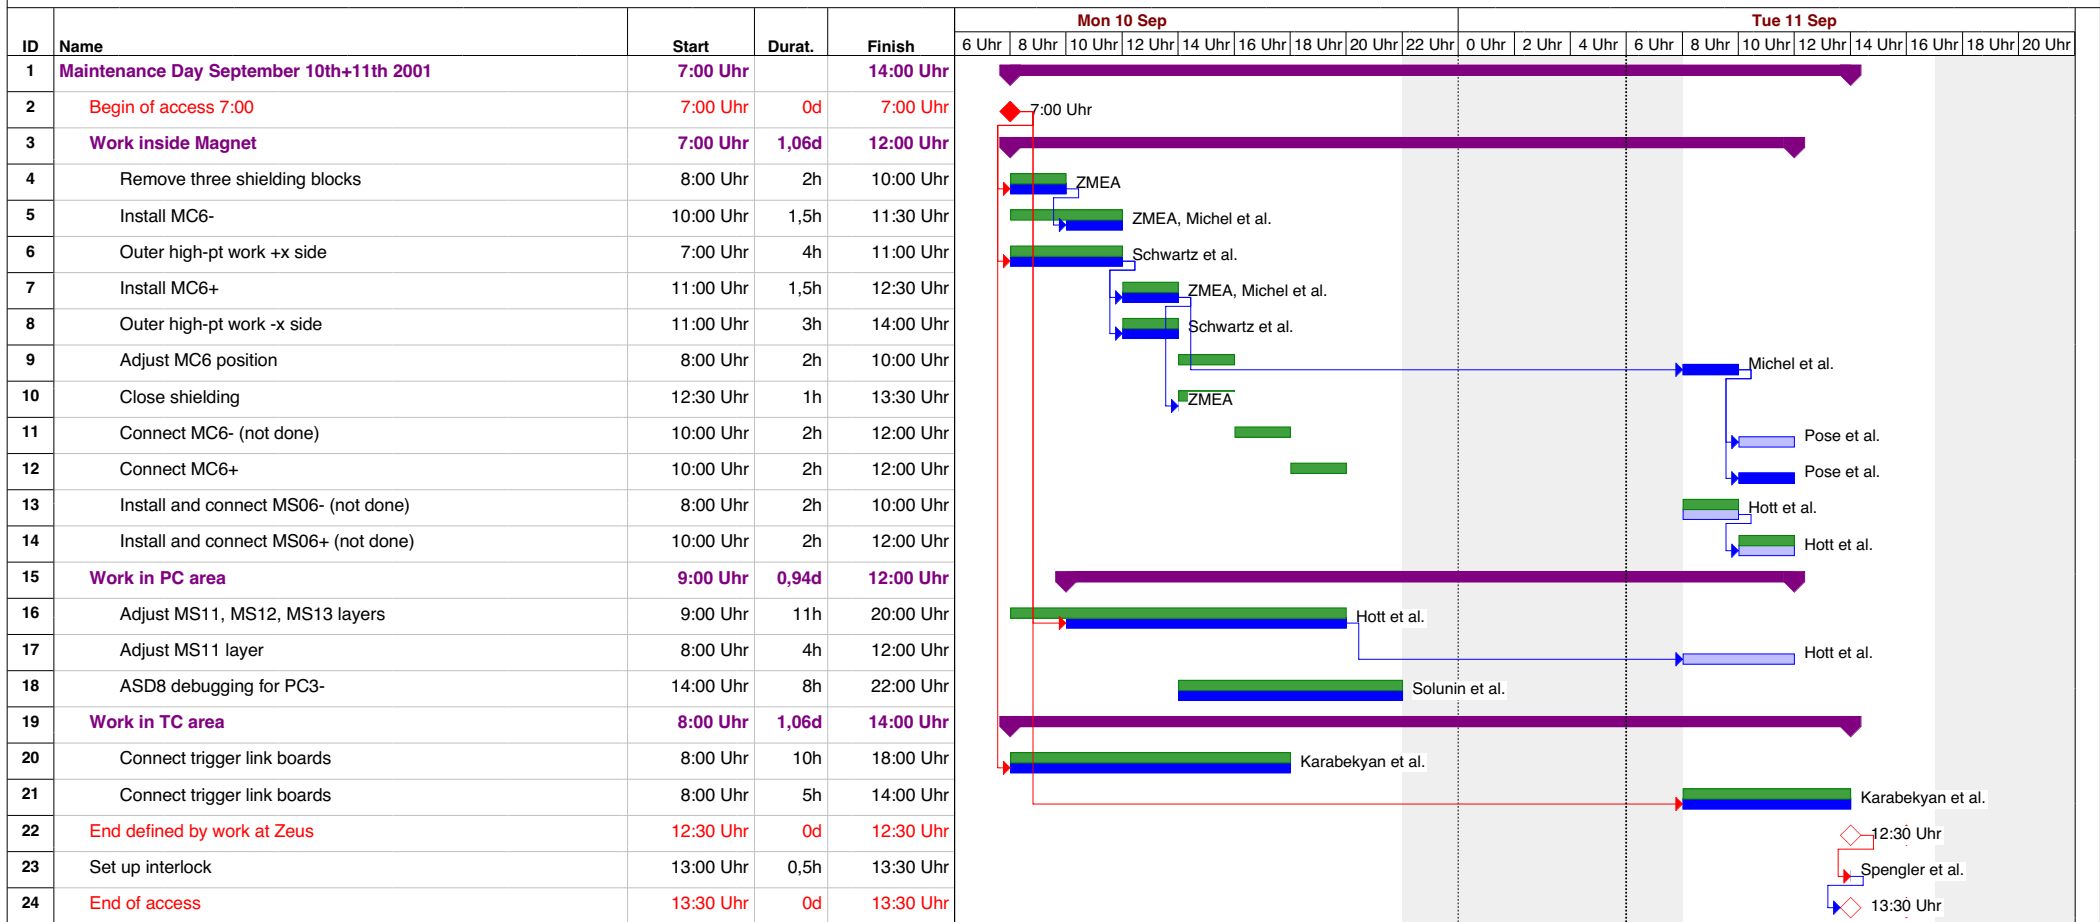 Mon 10 Sep Tue 11 Sep
ID Name Start Durat. Finish 6 Uhr 8 Uhr 10 Uhr 12 Uhr 14 Uhr 16 Uhr 18 Uhr 20 Uhr 22 Uhr 0 Uhr 2 Uhr 4 Uhr 6 Uhr 8 Uhr 10 Uhr 12 Uhr 14 Uhr 16 Uhr 18 Uhr 20 Uhr
1 Maintenance Day September 10th+11th 2001 7:00 Uhr 14:00 Uhr
2 Begin of access 7:00 7:00 Uhr 0d 7:00 Uhr 7:00 Uhr
3 Work inside Magnet 7:00 Uhr 1,06d 12:00 Uhr
4 Remove three shielding blocks 8:00 Uhr 2h 10:00 Uhr ZMEA
5 Install MC6- 10:00 Uhr 1,5h 11:30 Uhr ZMEA, Michel et al.
6 Outer high-pt work +x side 7:00 Uhr 4h 11:00 Uhr Schwartz et al.
7 Install MC6+ 11:00 Uhr 1,5h 12:30 Uhr ZMEA, Michel et al.
8 Outer high-pt work -x side 11:00 Uhr 3h 14:00 Uhr Schwartz et al.
9 Adjust MC6 position 8:00 Uhr 2h 10:00 Uhr Michel et al.
10 Close shielding 12:30 Uhr 1h 13:30 Uhr ZMEA
11 Connect MC6- (not done) 10:00 Uhr 2h 12:00 Uhr Pose et al.
12 Connect MC6+ 10:00 Uhr 2h 12:00 Uhr Pose et al.
13 Install and connect MS06- (not done) 8:00 Uhr 2h 10:00 Uhr Hott et al.
14 Install and connect MS06+ (not done) 10:00 Uhr 2h 12:00 Uhr Hott et al.
15 Work in PC area 9:00 Uhr 0,94d 12:00 Uhr
16 Adjust MS11, MS12, MS13 layers 9:00 Uhr 11h 20:00 Uhr Hott et al.
17 Adjust MS11 layer 8:00 Uhr 4h 12:00 Uhr Hott et al.
18 ASD8 debugging for PC3- 14:00 Uhr 8h 22:00 Uhr Solunin et al.
19 Work in TC area 8:00 Uhr 1,06d 14:00 Uhr
20 Connect trigger link boards 8:00 Uhr 10h 18:00 Uhr Karabekyan et al.
21 Connect trigger link boards 8:00 Uhr 5h 14:00 Uhr Karabekyan et al.
22 End defined by work at Zeus 12:30 Uhr 0d 12:30 Uhr 12:30 Uhr
23 Set up interlock 13:00 Uhr 0,5h 13:30 Uhr Spengler et al.
24 End of access 13:30 Uhr 0d 13:30 Uhr 13:30 Uhr